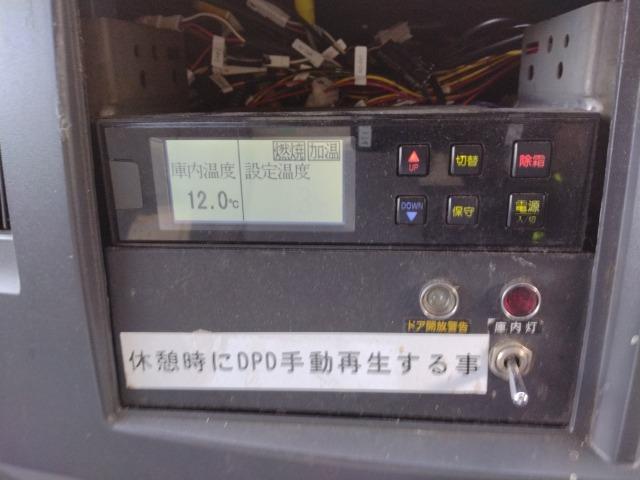 燃焼 加温
庫内温度 設定温度
12.0℃
UP
切替
除霜
DOWN
保守
電源
入/切
ドア開放警告
庫内灯
休憩時にDPD手動再生する事